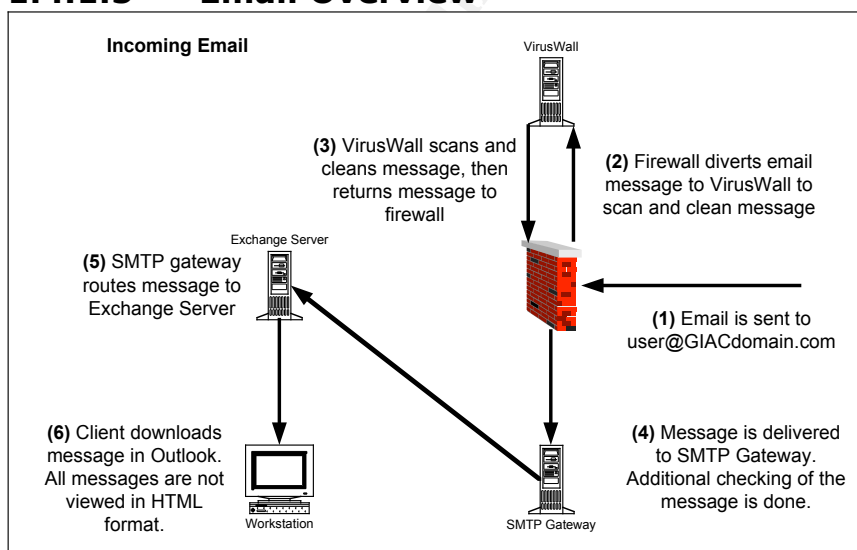 Email Overview
Incoming Email
VirusWall
(3) VirusWall scans and
cleans message, then
returns message to
firewall
(2) Firewall diverts email
message to VirusWall to
scan and clean message
Exchange Server
(5) SMTP gateway
routes message to
Exchange Server
(1) Email is sent to
user@GIACdomain.com
(6) Client downloads
message in Outlook.
All messages are not
viewed in HTML
format.
Workstation
(4) Message is delivered
to SMTP Gateway.
Additional checking of the
message is done.
SMTP Gateway